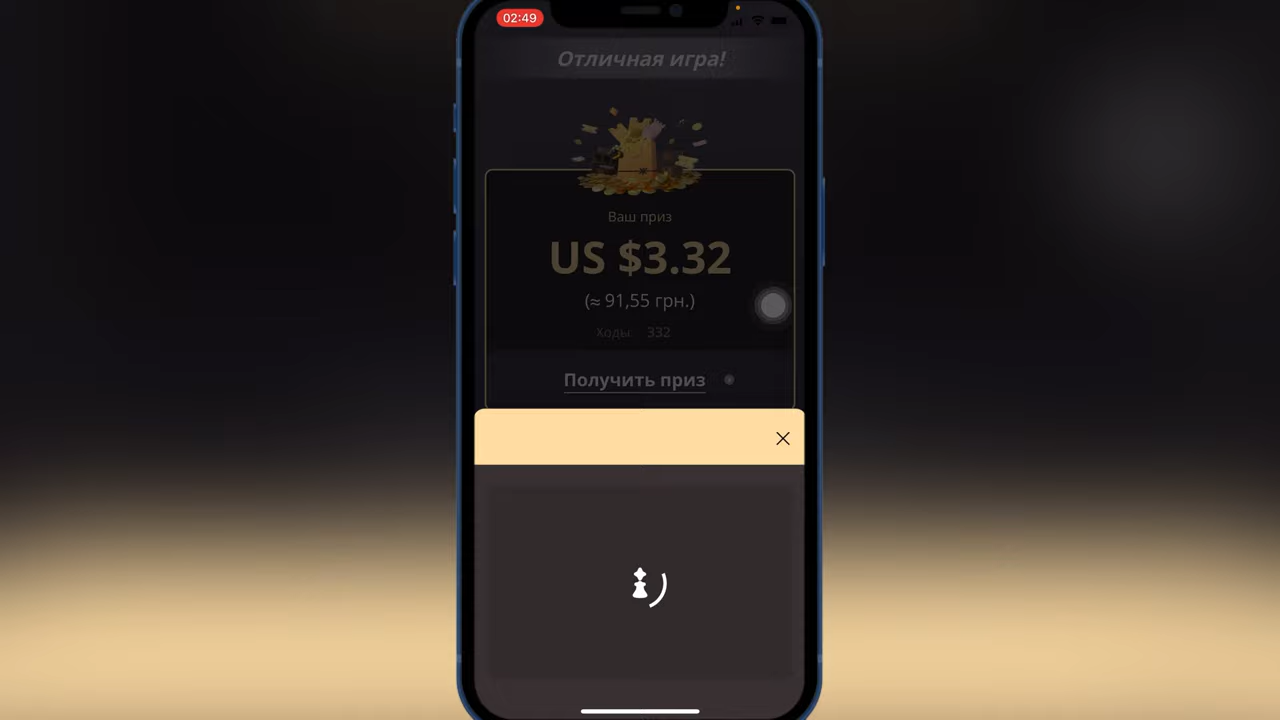 02:49
Отличная игра!
Ваш приз
US $3.32
(≈ 91,55 грн.)
Ходы: 332
Получить приз